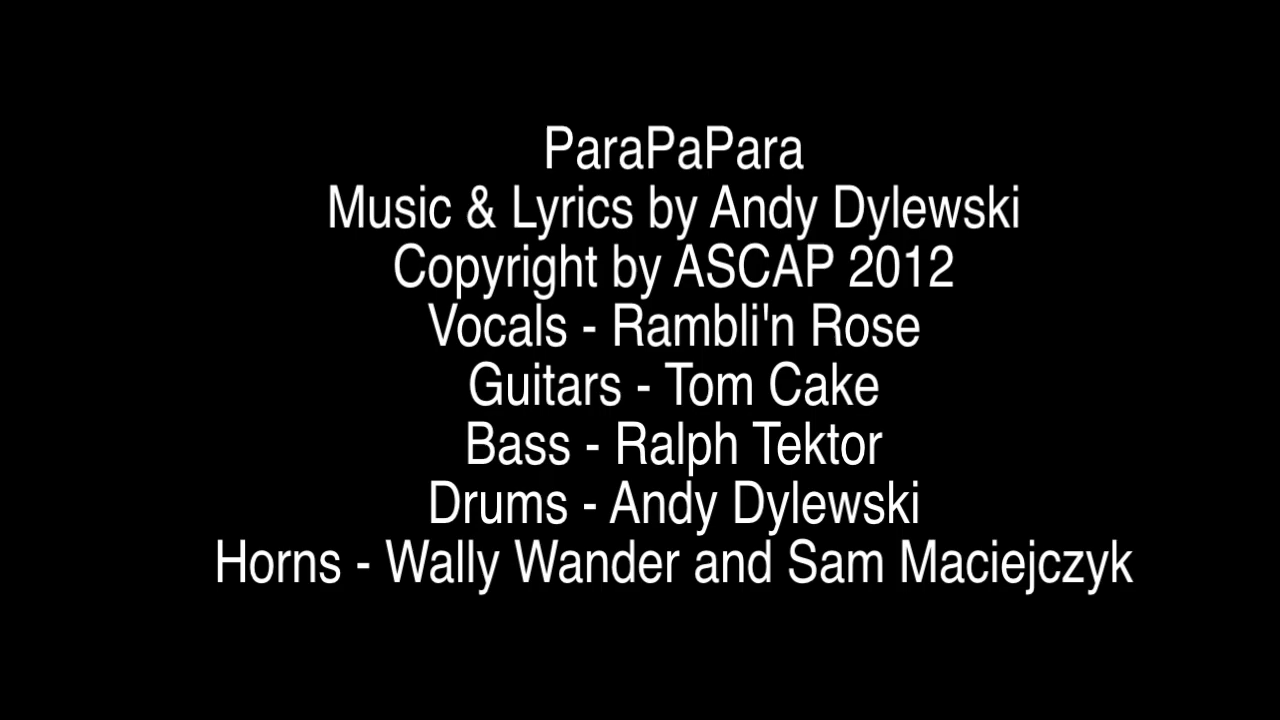 ParaPaPara
Music & Lyrics by Andy Dylewski
Copyright by ASCAP 2012
Vocals - Rambli'n Rose
Guitars - Tom Cake
Bass - Ralph Tektor
Drums - Andy Dylewski
Horns - Wally Wander and Sam Maciejczyk